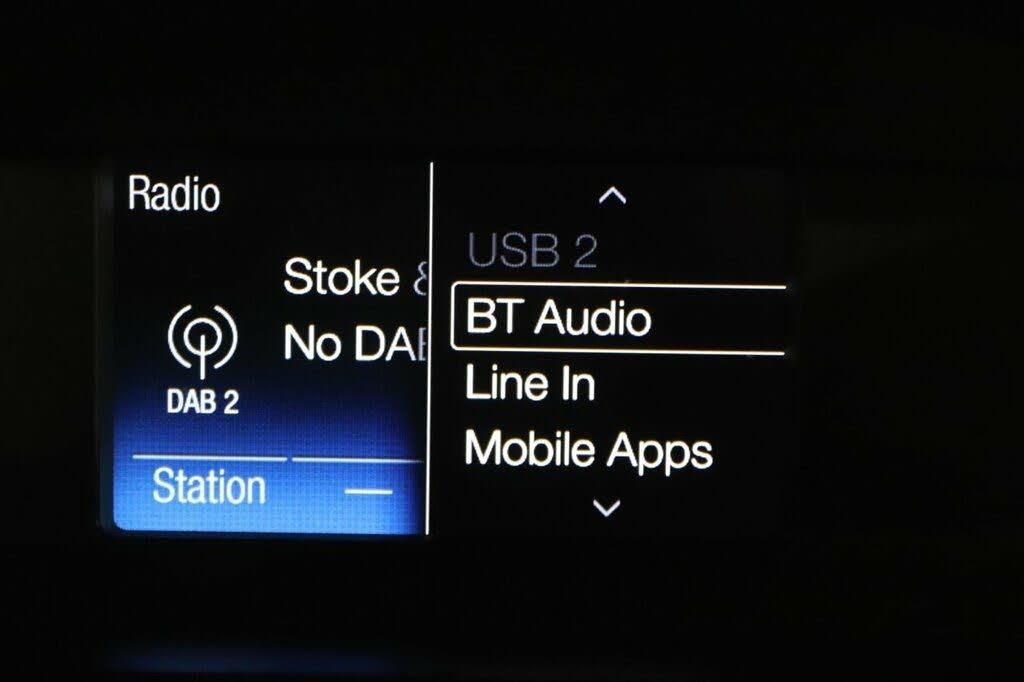 Radio
Stoke &
No DAB
DAB 2
Station
USB 2
BT Audio
Line In
Mobile Apps